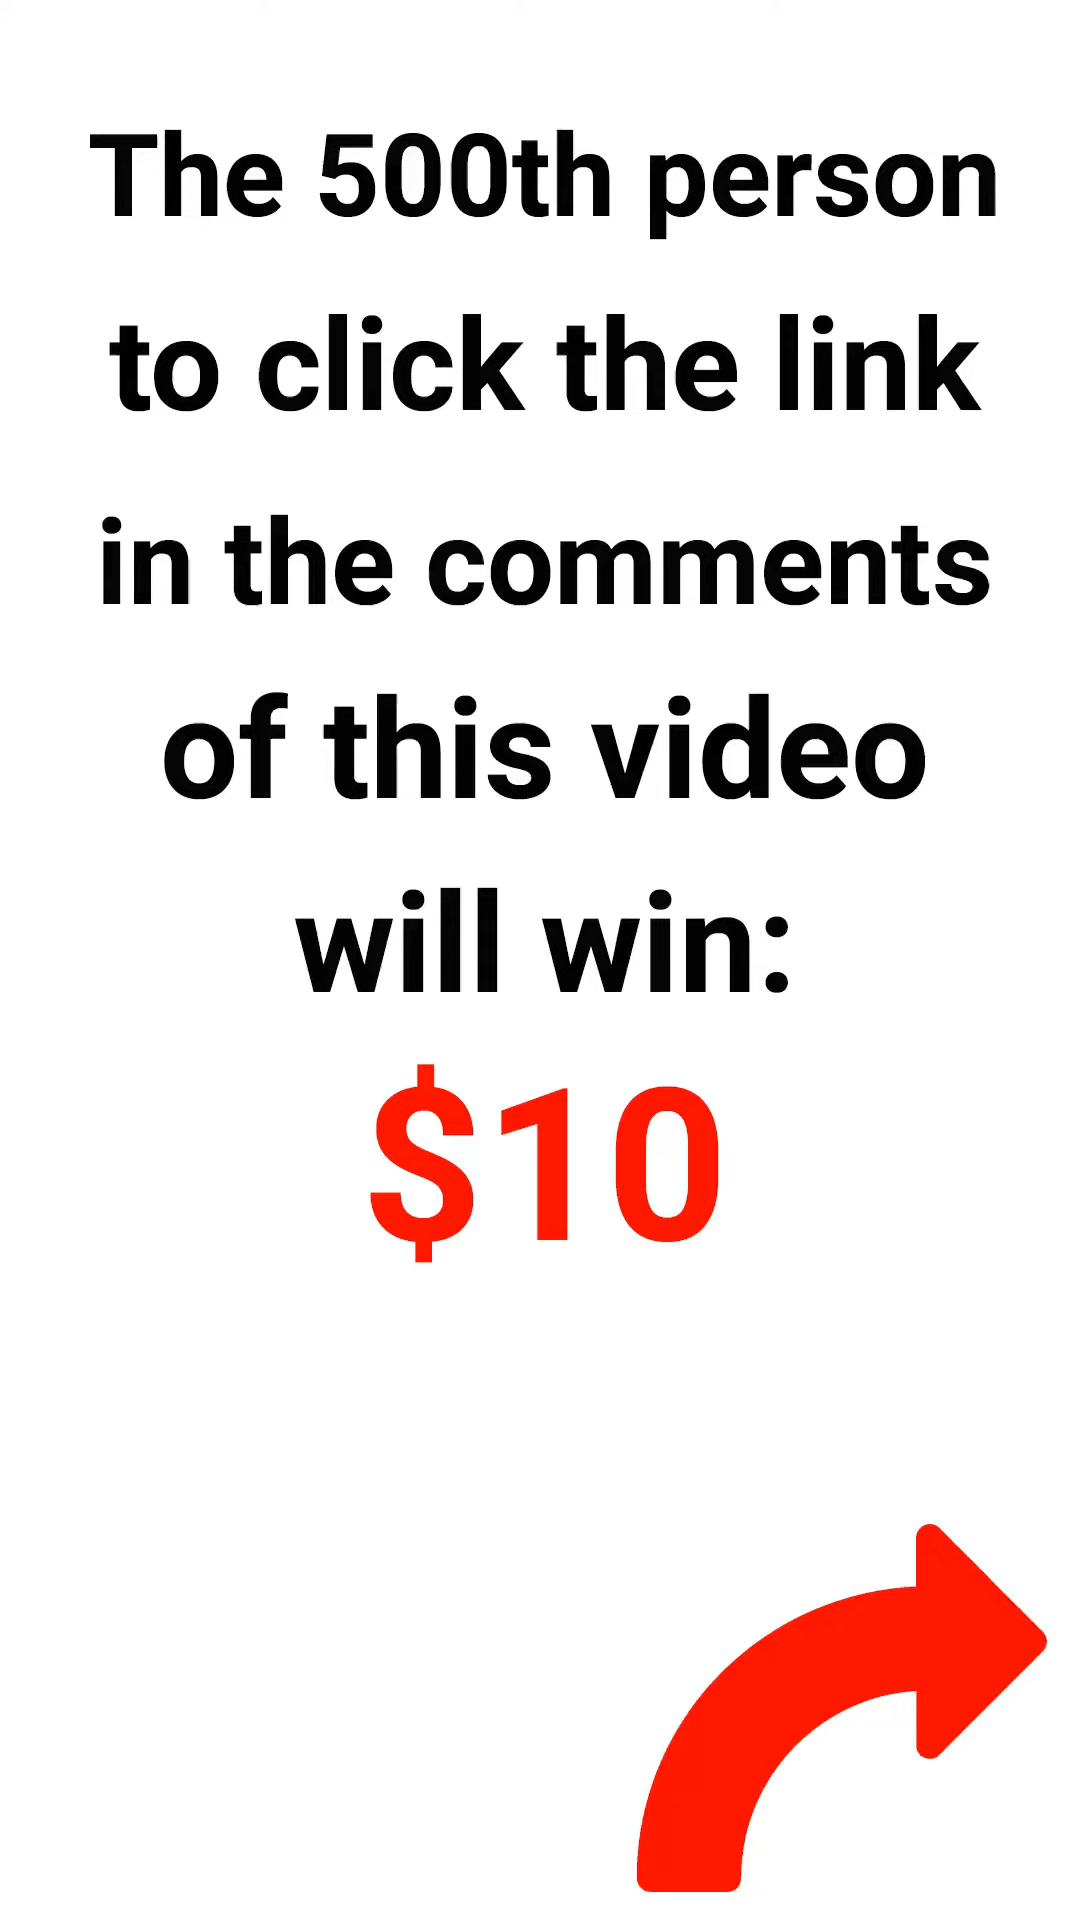 The 500th person
to click the link
in the comments
of this video
will win:
$10